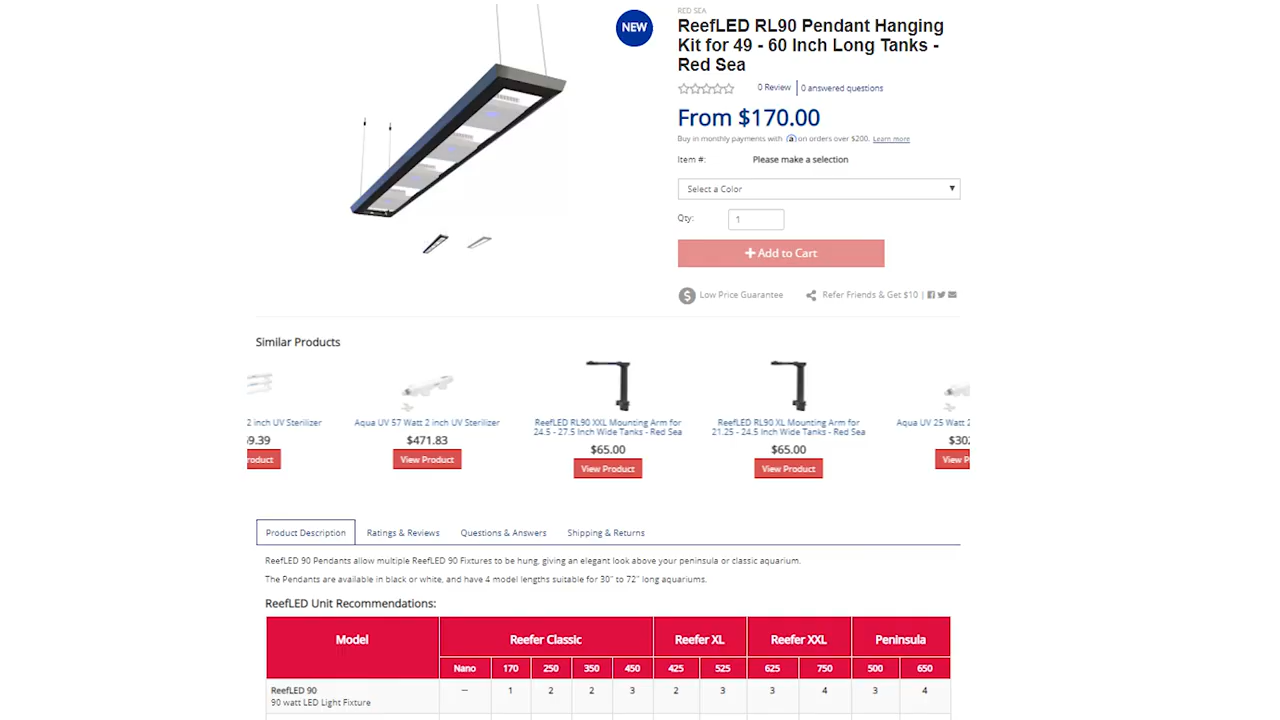 RED SEA
NEW
ReefLED RL90 Pendant Hanging
Kit for 49 - 60 Inch Long Tanks -
Red Sea
0 Review | 0 answered questions
From $170.00
Buy in monthly payments with a on orders over $200. Learn more
Item #: Please make a selection
Select a Color
Qty: 1
Add to Cart
Low Price Guarantee Refer Friends & Get $10 |
Similar Products
2 inch UV Sterilizer
9.39
roduct
Aqua UV 57 Watt 2 inch UV Sterilizer
$471.83
View Product
ReefLED RL90 XXL Mounting Arm for
24.5 - 27.5 Inch Wide Tanks - Red Sea
$65.00
View Product
ReefLED RL90 XL Mounting Arm for
21.25 - 24.5 Inch Wide Tanks - Red Sea
$65.00
View Product
Aqua UV 25 Watt 2
$302
View P
Product Description Ratings & Reviews Questions & Answers Shipping & Returns
ReefLED 90 Pendants allow multiple ReefLED 90 Fixtures to be hung, giving an elegant look above your peninsula or classic aquarium.
The Pendants are available in black or white, and have 4 model lengths suitable for 30" to 72" long aquariums.
ReefLED Unit Recommendations:
Model Reefer Classic Reefer XL Reefer XXL Peninsula
Nano 170 250 350 450 425 525 625 750 500 650
ReefLED 90
90 watt LED Light Fixture
-- 1 2 2 3 2 3 3 4 3 4